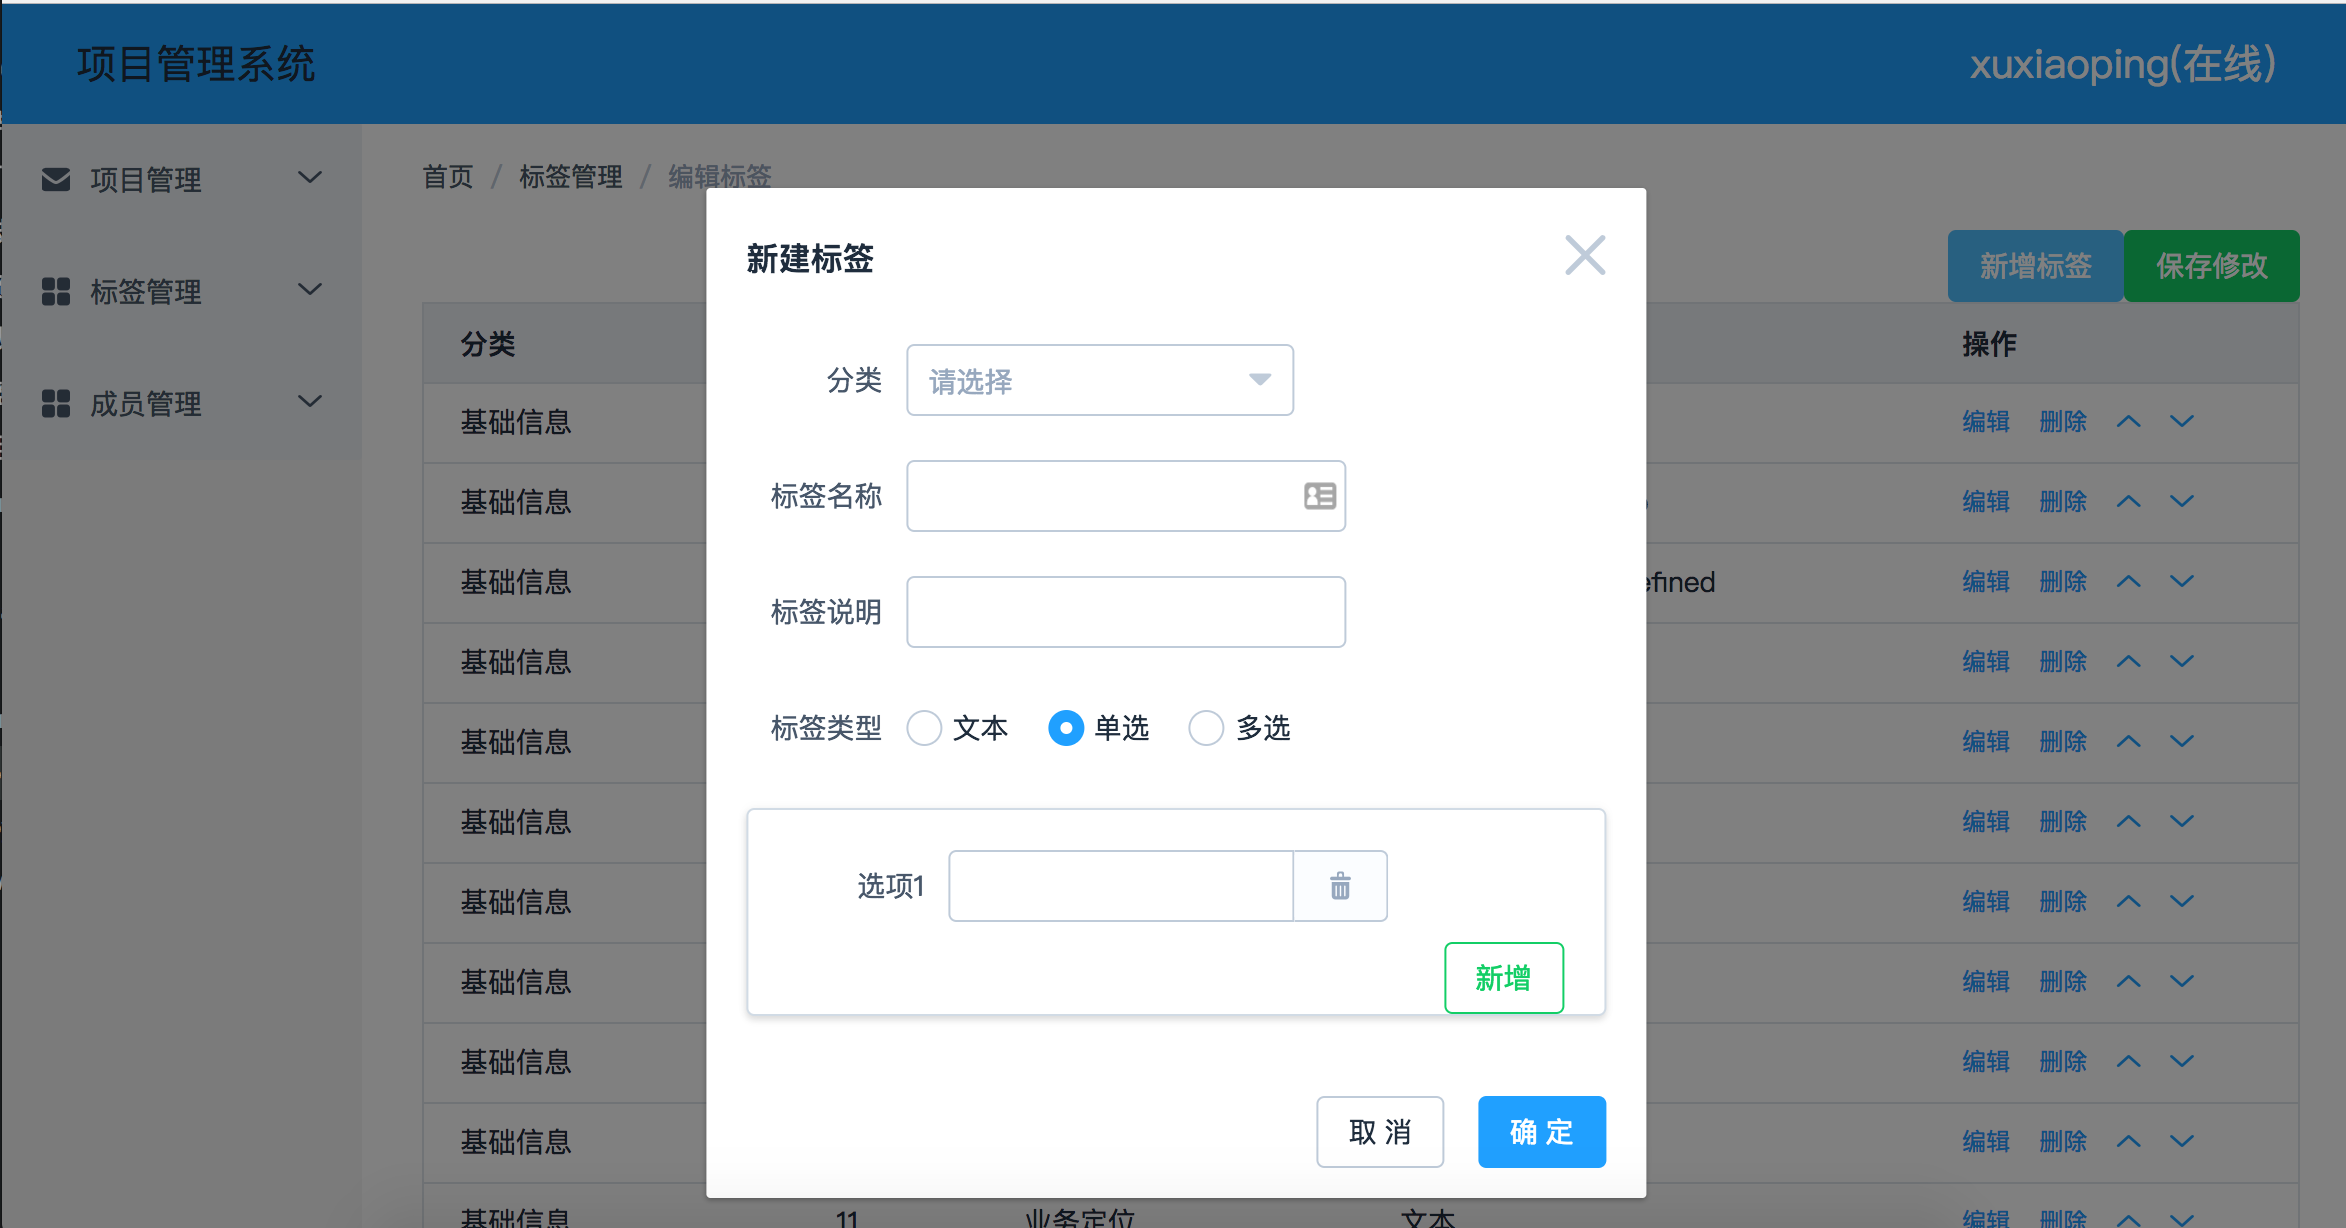 项目管理系统
xuxiaoping(在线)
项目管理
标签管理
成员管理
首页 / 标签管理 / 编辑标签
新增标签
保存修改
分类
操作
基础信息
编辑 删除
基础信息
编辑 删除
基础信息
efined
编辑 删除
基础信息
编辑 删除
基础信息
编辑 删除
基础信息
编辑 删除
基础信息
编辑 删除
基础信息
编辑 删除
基础信息
编辑 删除
基础信息
编辑 删除
基础信息 11 业务定位 文本 编辑 删除
新建标签
分类 请选择
标签名称
标签说明
标签类型 文本 单选 多选
选项1
新增
取 消
确 定